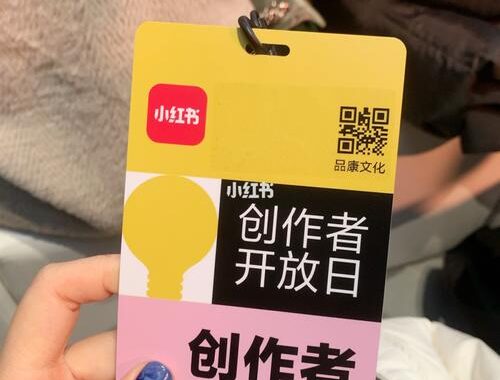 小红书
品康文化
小红书
创作者
开放日
创作者